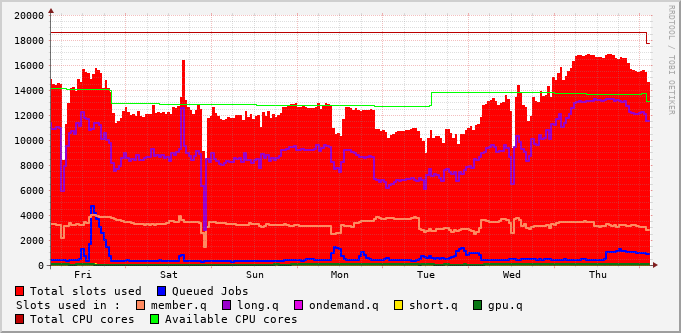 20000
18000
16000
14000
12000
10000
8000
6000
4000
2000
0
Fri Sat Sun Mon Tue Wed Thu
RRDTOOL / TOBI OETIKER
Total slots used Queued Jobs
Slots used in : member.q long.q ondemand.q short.q gpu.q
Total CPU cores Available CPU cores